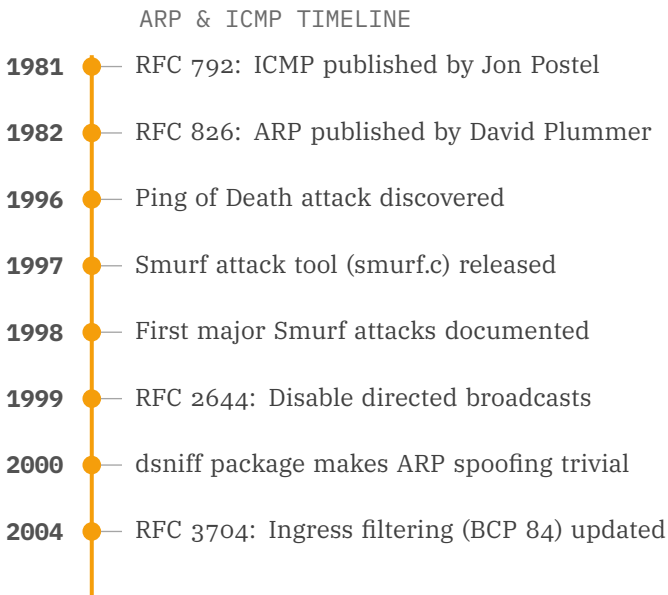 ARP & ICMP TIMELINE
1981 RFC 792: ICMP published by Jon Postel
1982 RFC 826: ARP published by David Plummer
1996 Ping of Death attack discovered
1997 Smurf attack tool (smurf.c) released
1998 First major Smurf attacks documented
1999 RFC 2644: Disable directed broadcasts
2000 dsniff package makes ARP spoofing trivial
2004 RFC 3704: Ingress filtering (BCP 84) updated